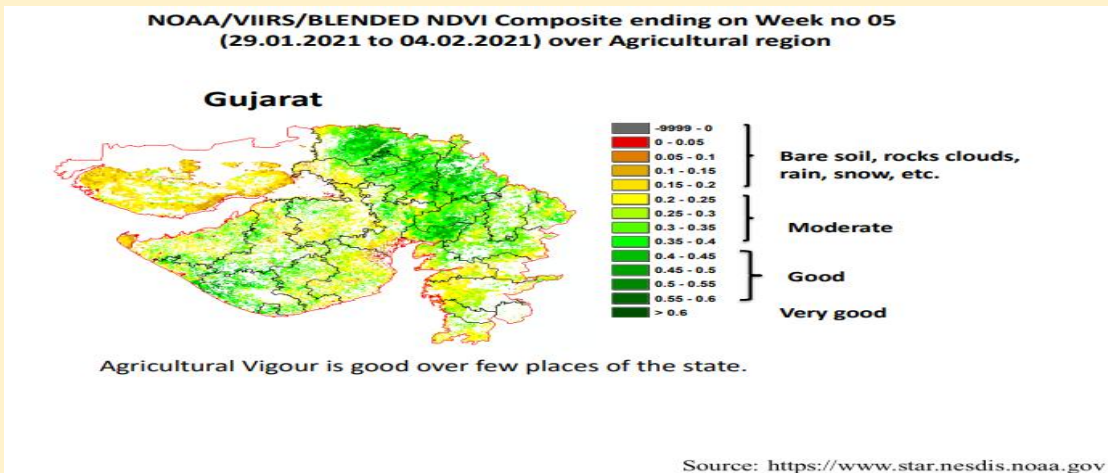 NOAA/VIIRS/BLENDED NDVI Composite ending on Week no 05
(29.01.2021 to 04.02.2021) over Agricultural region
Gujarat
-9999 - 0
0 - 0.05
0.05 - 0.1
0.1 - 0.15
0.15 - 0.2
0.2 - 0.25
0.25 - 0.3
0.3 - 0.35
0.35 - 0.4
0.4 - 0.45
0.45 - 0.5
0.5 - 0.55
0.55 - 0.6
> 0.6
Bare soil, rocks clouds,
rain, snow, etc.
Moderate
Good
Very good
Agricultural Vigour is good over few places of the state.
Source: https://www.star.nesdis.noaa.gov